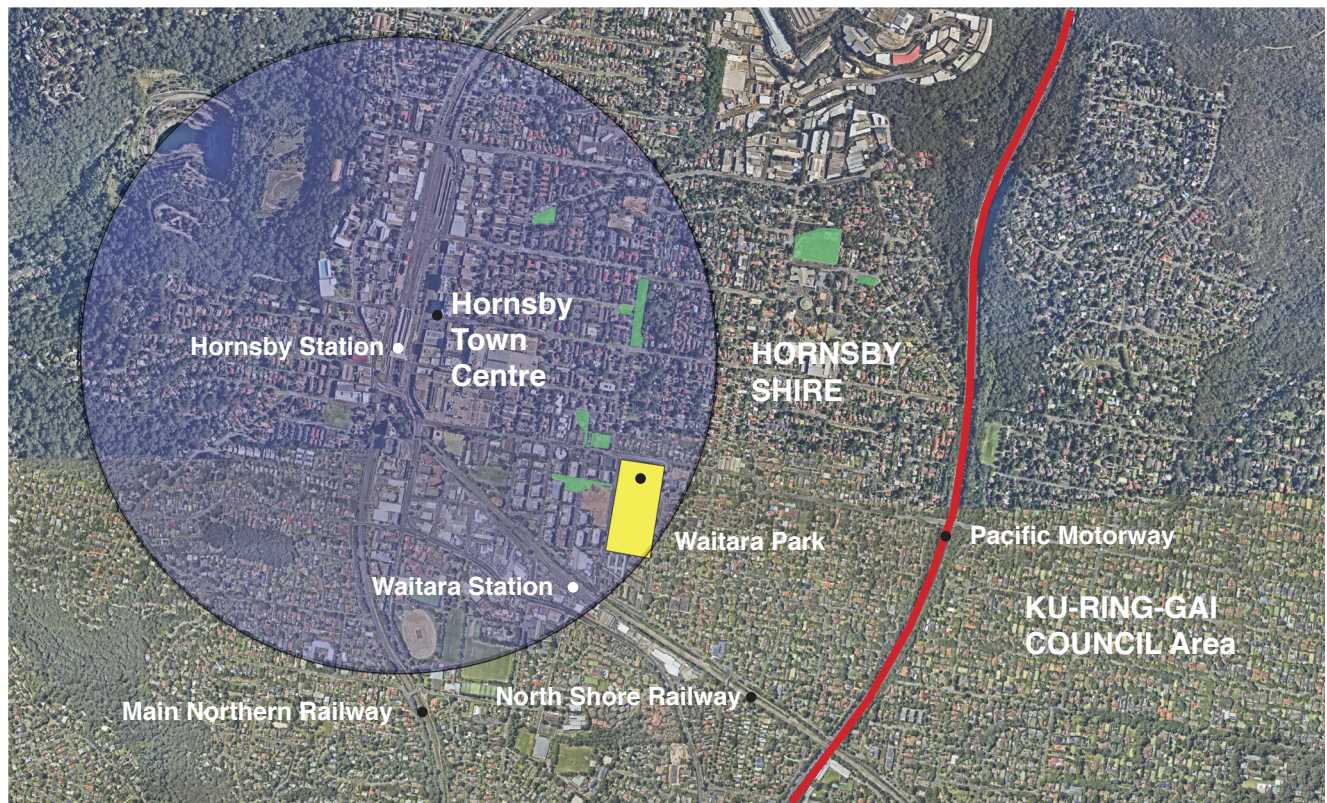 Hornsby
Town
Centre
Hornsby Station
HORNSBY
SHIRE
Waitara Park
Pacific Motorway
Waitara Station
KU-RING-GAI
COUNCIL Area
North Shore Railway
Main Northern Railway